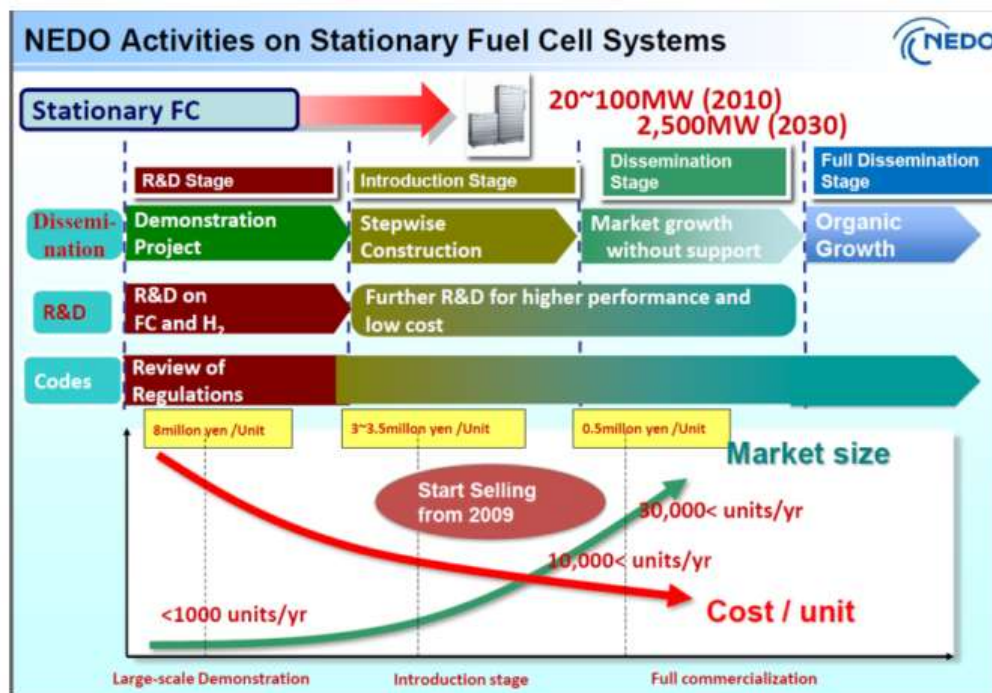 NEDO Activities on Stationary Fuel Cell Systems
NEDO
Stationary FC
20~100MW (2010)
2,500MW (2030)
R&D Stage
Introduction Stage
Dissemination
Stage
Full Dissemination
Stage
Dissemi-
nation
Demonstration
Project
Stepwise
Construction
Market growth
without support
Organic
Growth
R&D
R&D on
FC and H₂
Further R&D for higher performance and
low cost
Codes
Review of
Regulations
8millon yen /Unit
3~3.5millon yen /Unit
0.5millon yen /Unit
Market size
Start Selling
from 2009
30,000< units/yr
10,000< units/yr
<1000 units/yr
Cost / unit
Large-scale Demonstration
Introduction stage
Full commercialization